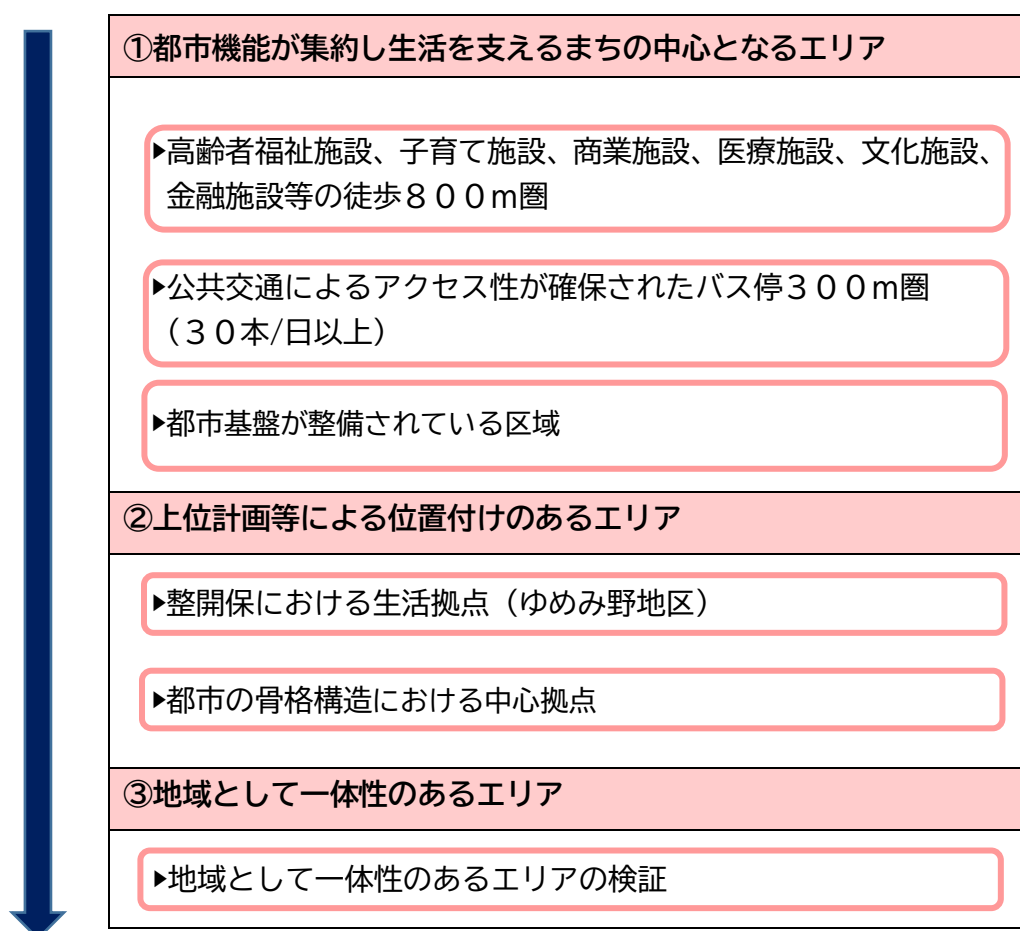 ①都市機能が集約し生活を支えるまちの中心となるエリア
▶高齢者福祉施設、子育て施設、商業施設、医療施設、文化施設、
金融施設等の徒歩８００ｍ圏
▶公共交通によるアクセス性が確保されたバス停３００ｍ圏
（３０本/日以上）
▶都市基盤が整備されている区域
②上位計画等による位置付けのあるエリア
▶整開保における生活拠点（ゆめみ野地区）
▶都市の骨格構造における中心拠点
③地域として一体性のあるエリア
▶地域として一体性のあるエリアの検証